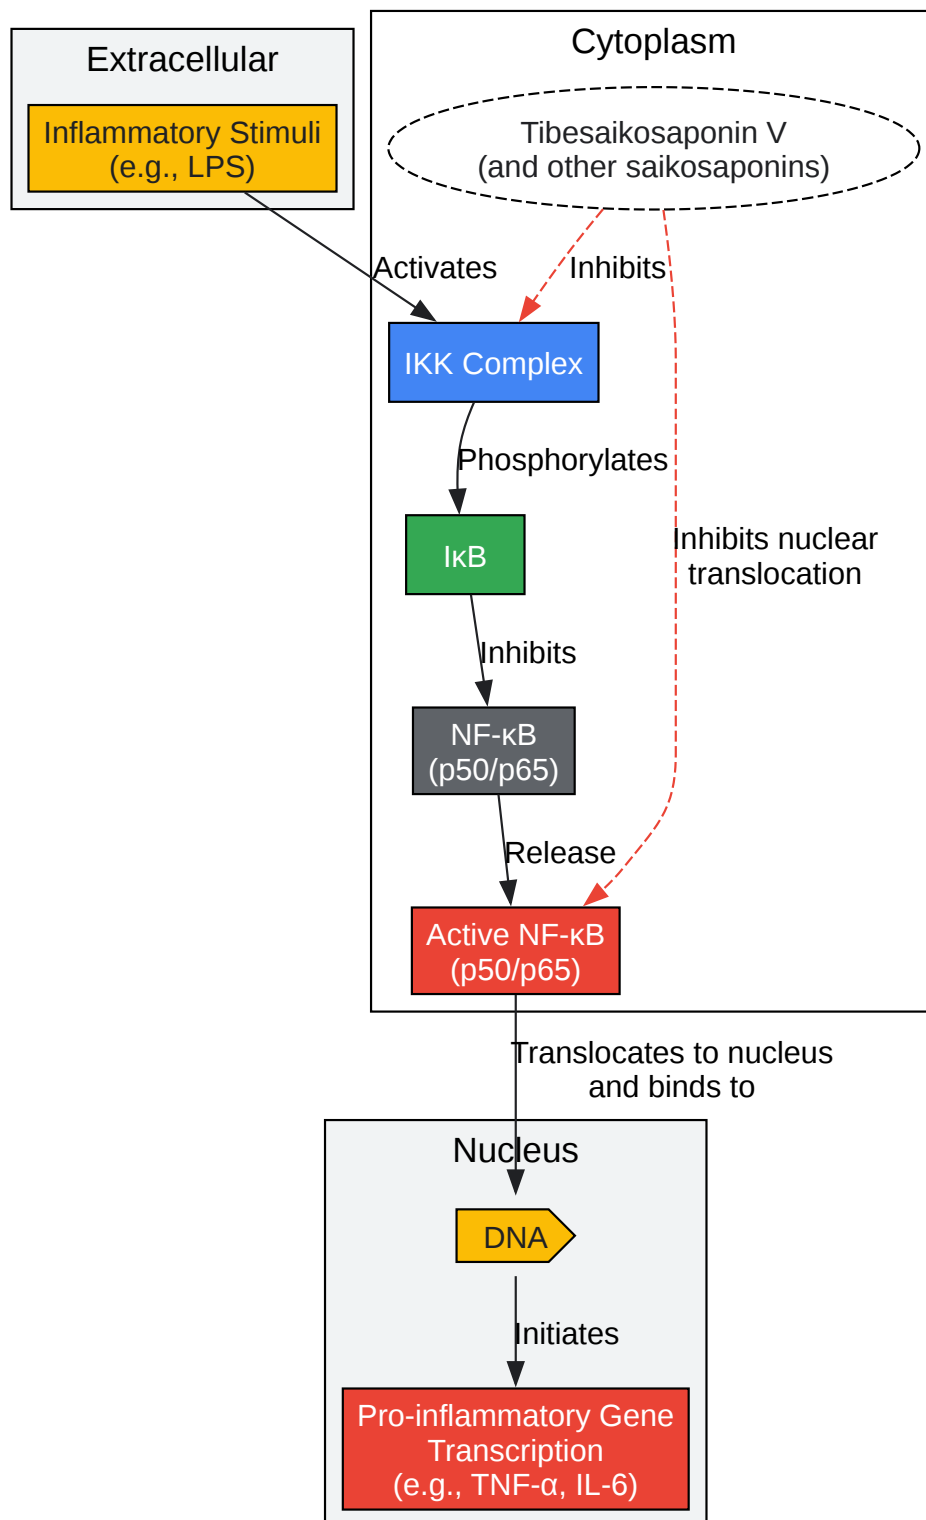 Extracellular
Inflammatory Stimuli
(e.g., LPS)
Cytoplasm
Tibesaikosaponin V
(and other saikosaponins)
Activates
Inhibits
IKK Complex
Phosphorylates
IκB
Inhibits nuclear
translocation
Inhibits
NF-κB
(p50/p65)
Release
Active NF-κB
(p50/p65)
Translocates to nucleus
and binds to
Nucleus
DNA
Initiates
Pro-inflammatory Gene
Transcription
(e.g., TNF-α, IL-6)